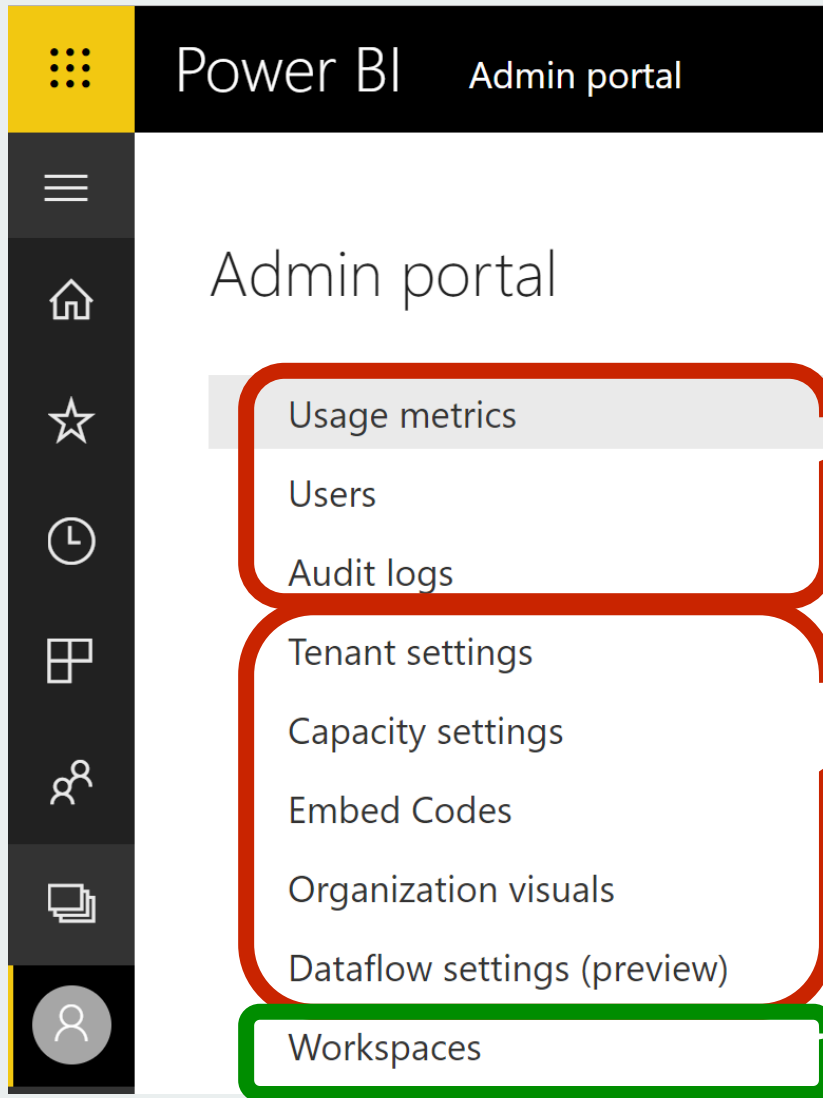 Power BI Admin portal
Admin portal
Usage metrics
Users
Audit logs
Tenant settings
Capacity settings
Embed Codes
Organization visuals
Dataflow settings (preview)
Workspaces